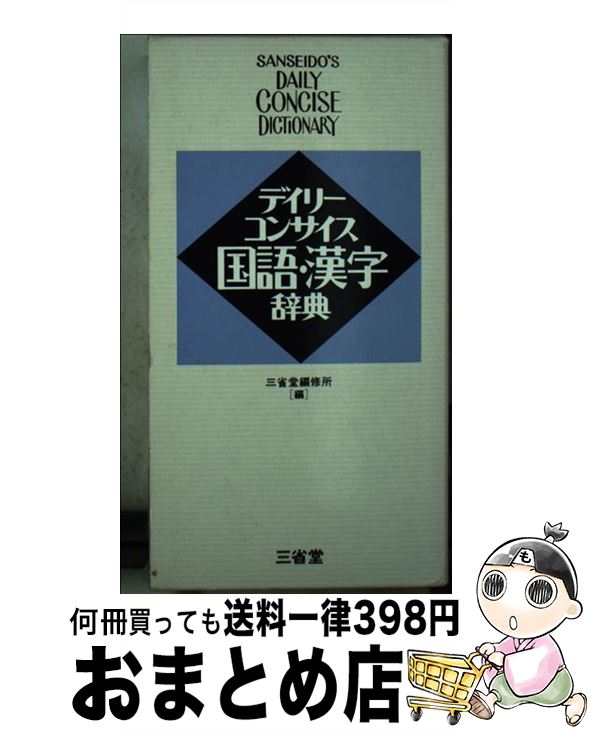 SANSEIDO'S
DAILY
CONCISE
DICTIONARY
デイリー
コンサイス
国語・漢字
辞典
三省堂編修所
[編]
三省堂
も
何冊買っても送料一律398円
おまとめ店